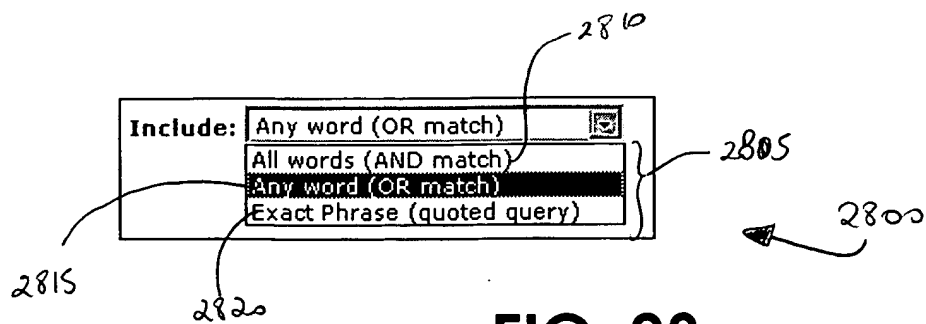 2810
Include: Any word (OR match)
All words (AND match)
2805
Any word (OR match)
Exact Phrase (quoted query)
2800
2815
2820
FIG.